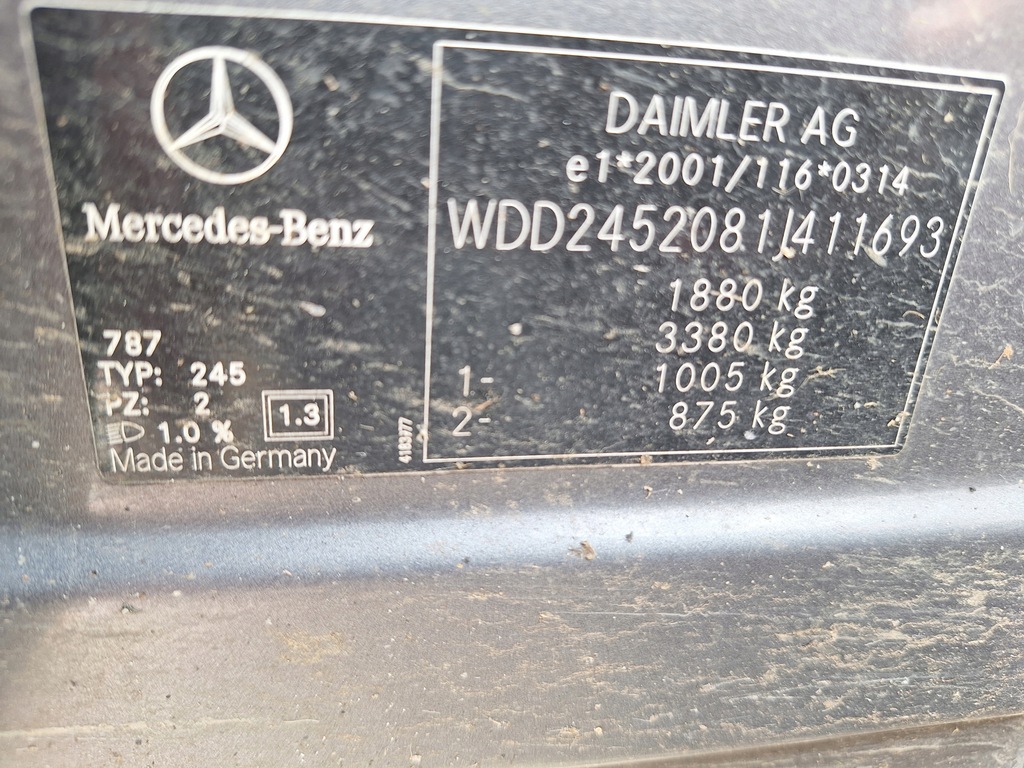 Mercedes-Benz
787
TYP: 245
PZ: 2
1.0 %
1.3
Made in Germany
4183777
DAIMLER AG
e1*2001/116*0314
WDD2452081J411693
1880 kg
3380 kg
1- 1005 kg
2- 875 kg